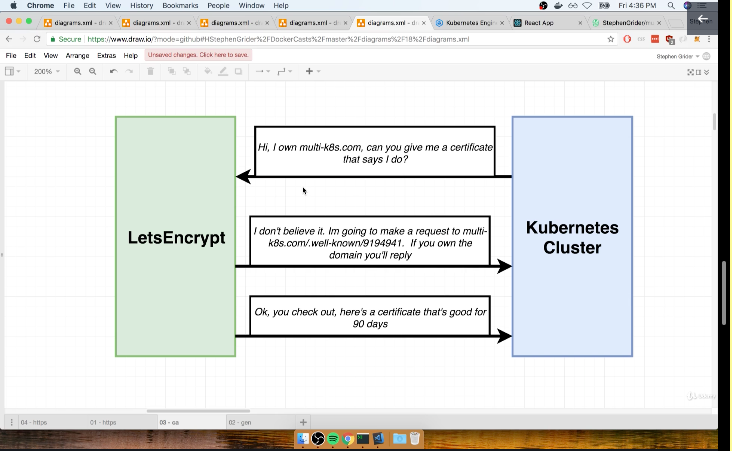 Chrome File Edit View History Bookmarks People Window Help Fri 4:36 PM
diagrams.xml - dr diagrams.xml - dr diagrams.xml - dr diagrams.xml - dr diagrams.xml - dr Kubernetes Engin React App StephenGrider/mu Stephen
Secure https://www.draw.io/?mode=github#HStephenGrider%2FDockerCasts%2Fmaster%2Fdiagrams%2F18%2Fdiagrams.xml
File Edit View Arrange Extras Help Unsaved changes. Click here to save. Stephen Grider
200%
Hi, I own multi-k8s.com, can you give me a certificate
that says I do?
LetsEncrypt
I don't believe it. Im going to make a request to multi-
k8s.com/.well-known/9194941. If you own the
domain you'll reply
Kubernetes
Cluster
Ok, you check out, here's a certificate that's good for
90 days
Udemy
04 - https 01 - https 03 - ca 02 - gen